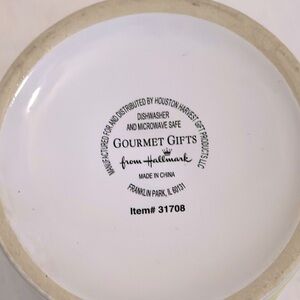 MANUFACTURED FOR AND DISTRIBUTED BY HOUSTON HARVEST GIFT PRODUCTS LLC
DISHWASHER
AND MICROWAVE SAFE
GOURMET GIFTS
from Hallmark
MADE IN CHINA
FRANKLIN PARK, IL 60131
Item# 31708